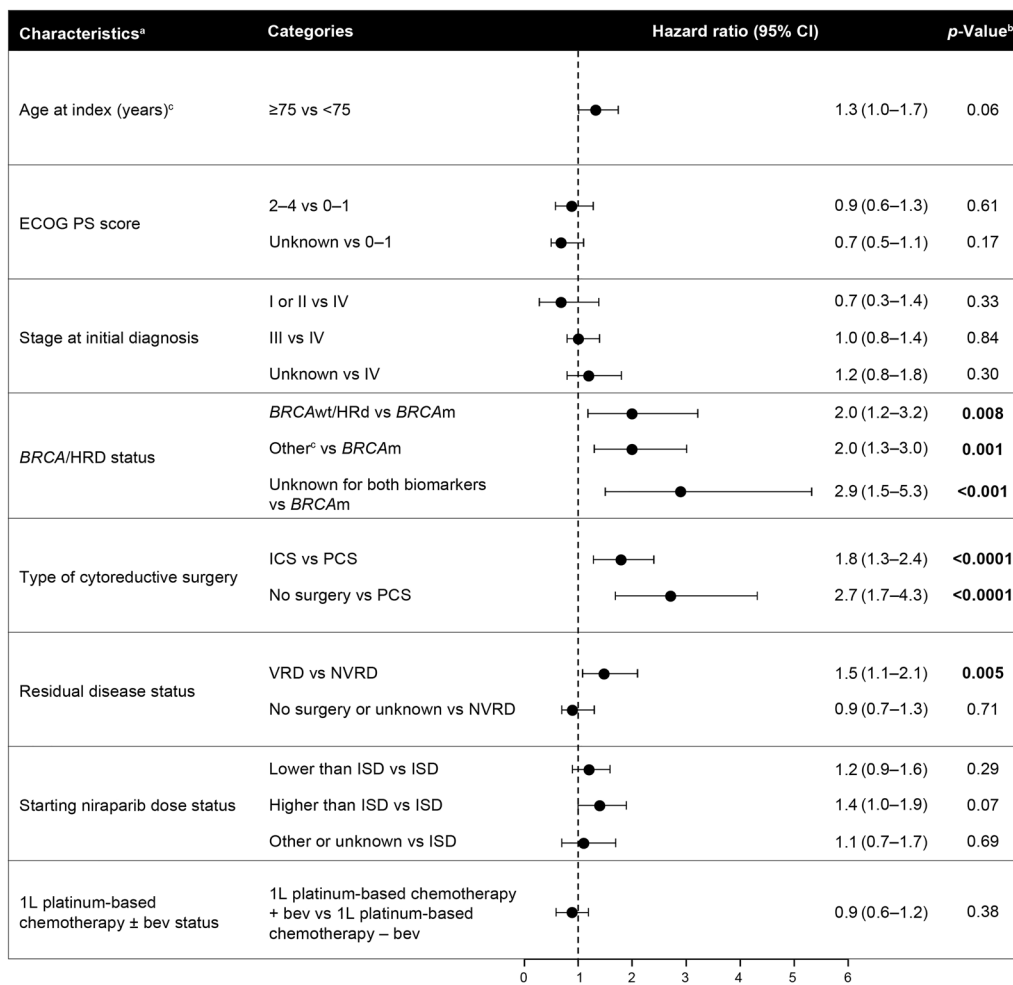 Characteristicsᵃ Categories Hazard ratio (95% CI) p-Valueᵇ
Age at index (years)ᶜ ≥75 vs <75 1.3 (1.0–1.7) 0.06
ECOG PS score
2–4 vs 0–1 0.9 (0.6–1.3) 0.61
Unknown vs 0–1 0.7 (0.5–1.1) 0.17
Stage at initial diagnosis
I or II vs IV 0.7 (0.3–1.4) 0.33
III vs IV 1.0 (0.8–1.4) 0.84
Unknown vs IV 1.2 (0.8–1.8) 0.30
BRCA/HRD status
BRCAwt/HRd vs BRCAm 2.0 (1.2–3.2) 0.008
Otherᶜ vs BRCAm 2.0 (1.3–3.0) 0.001
Unknown for both biomarkers
vs BRCAm 2.9 (1.5–5.3) <0.001
Type of cytoreductive surgery
ICS vs PCS 1.8 (1.3–2.4) <0.0001
No surgery vs PCS 2.7 (1.7–4.3) <0.0001
Residual disease status
VRD vs NVRD 1.5 (1.1–2.1) 0.005
No surgery or unknown vs NVRD 0.9 (0.7–1.3) 0.71
Starting niraparib dose status
Lower than ISD vs ISD 1.2 (0.9–1.6) 0.29
Higher than ISD vs ISD 1.4 (1.0–1.9) 0.07
Other or unknown vs ISD 1.1 (0.7–1.7) 0.69
1L platinum-based
chemotherapy ± bev status
1L platinum-based chemotherapy
+ bev vs 1L platinum-based
chemotherapy – bev
0.9 (0.6–1.2) 0.38
0 1 2 3 4 5 6